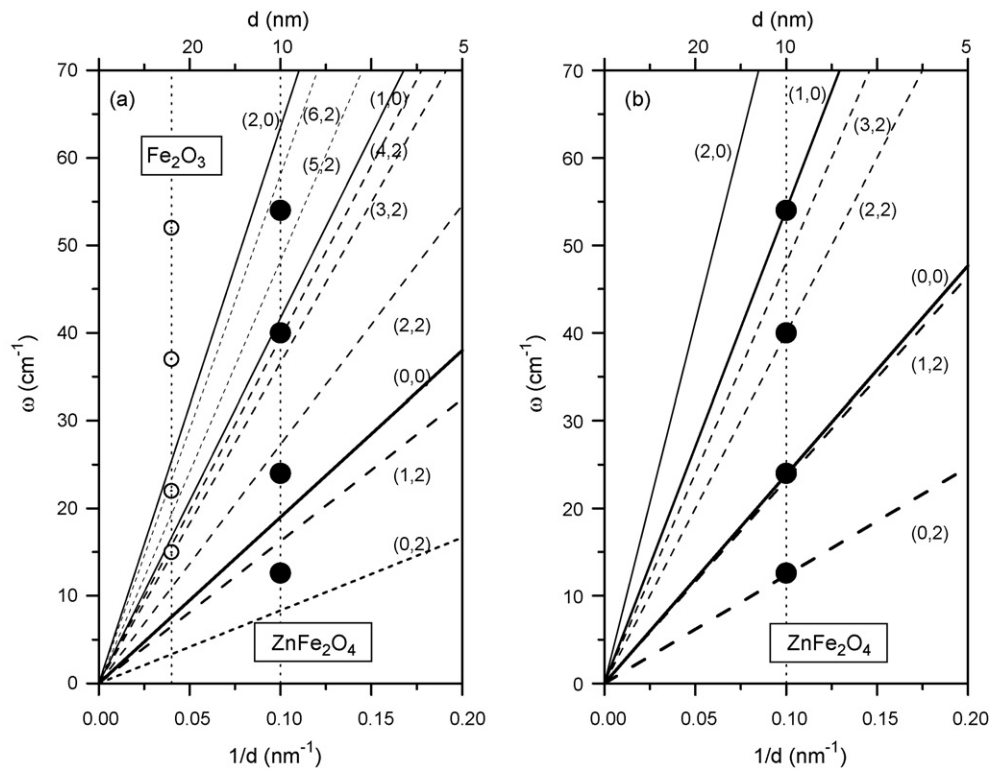 d (nm)
20 10 5
70
60
50
40
30
20
10
0
ω (cm⁻¹)
(a)
Fe₂O₃
(2,0)
(6,2)
(5,2)
(1,0)
(4,2)
(3,2)
(2,2)
(0,0)
(1,2)
(0,2)
ZnFe₂O₄
0.00 0.05 0.10 0.15 0.20
1/d (nm⁻¹)
d (nm)
20 10 5
70
60
50
40
30
20
10
0
ω (cm⁻¹)
(b)
(1,0)
(3,2)
(2,0)
(2,2)
(0,0)
(1,2)
(0,2)
ZnFe₂O₄
0.00 0.05 0.10 0.15 0.20
1/d (nm⁻¹)